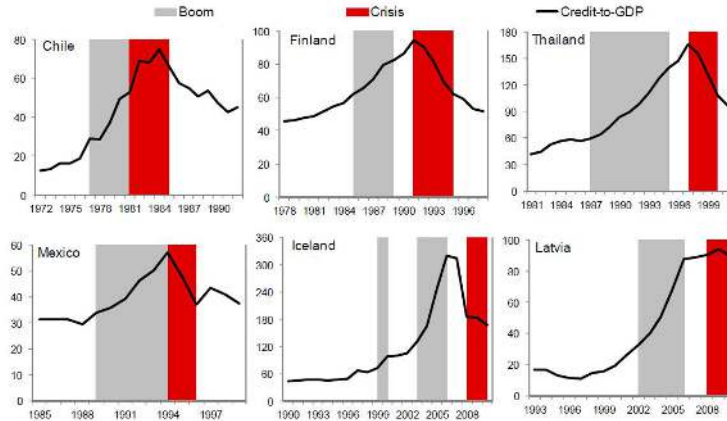 Boom
Crisis
Credit-to-GDP
Chile
80
60
40
20
0
1972 1975 1978 1981 1984 1987 1990
Finland
100
80
60
40
20
0
1978 1981 1984 1987 1990 1993 1996
Thailand
180
150
120
90
60
30
0
1981 1984 1987 1990 1993 1996 1999
Mexico
60
50
40
30
20
10
0
1985 1988 1991 1994 1997
Iceland
360
300
240
180
120
60
0
1990 1993 1996 1999 2002 2005 2008
Latvia
100
80
60
40
20
0
1993 1996 1999 2002 2005 2008